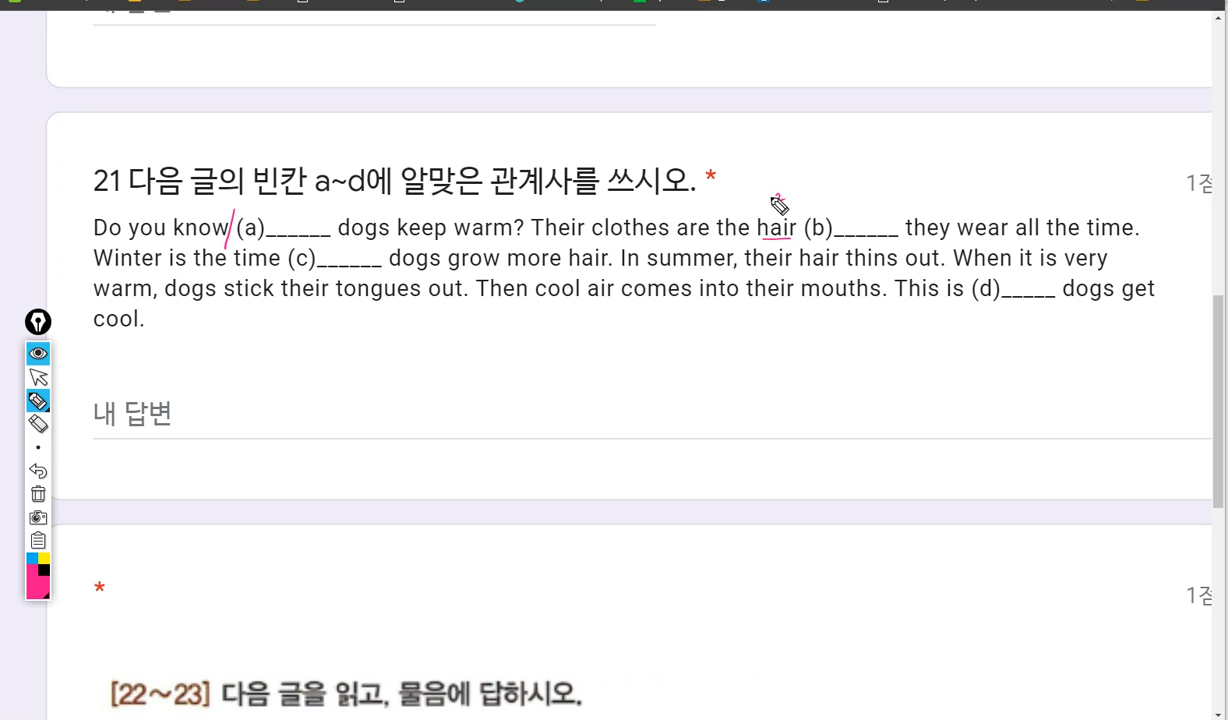 21 다음 글의 빈칸 a~d에 알맞은 관계사를 쓰시오. *
1점
Do you know (a)______ dogs keep warm? Their clothes are the hair (b)______ they wear all the time.
Winter is the time (c)______ dogs grow more hair. In summer, their hair thins out. When it is very
warm, dogs stick their tongues out. Then cool air comes into their mouths. This is (d)_____ dogs get
cool.
내 답변
*
1점
[22~23] 다음 글을 읽고, 물음에 답하시오.